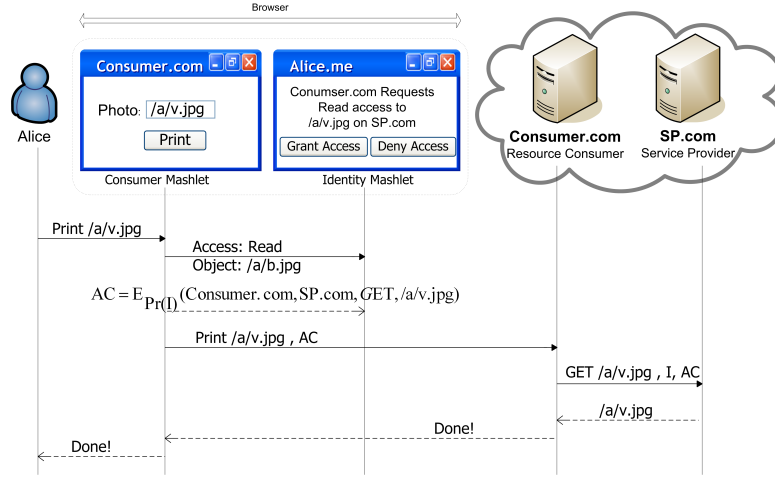 Browser
Consumer.com
Photo: /a/v.jpg
Print
Consumer Mashlet
Alice.me
Conumser.com Requests
Read access to
/a/v.jpg on SP.com
Grant Access Deny Access
Identity Mashlet
Alice
Consumer.com
Resource Consumer
SP.com
Service Provider
Print /a/v.jpg
Access: Read
Object: /a/b.jpg
AC = E Pr(I) (Consumer.com, SP.com, GET, /a/v.jpg)
Print /a/v.jpg , AC
GET /a/v.jpg , I, AC
/a/v.jpg
Done!
Done!